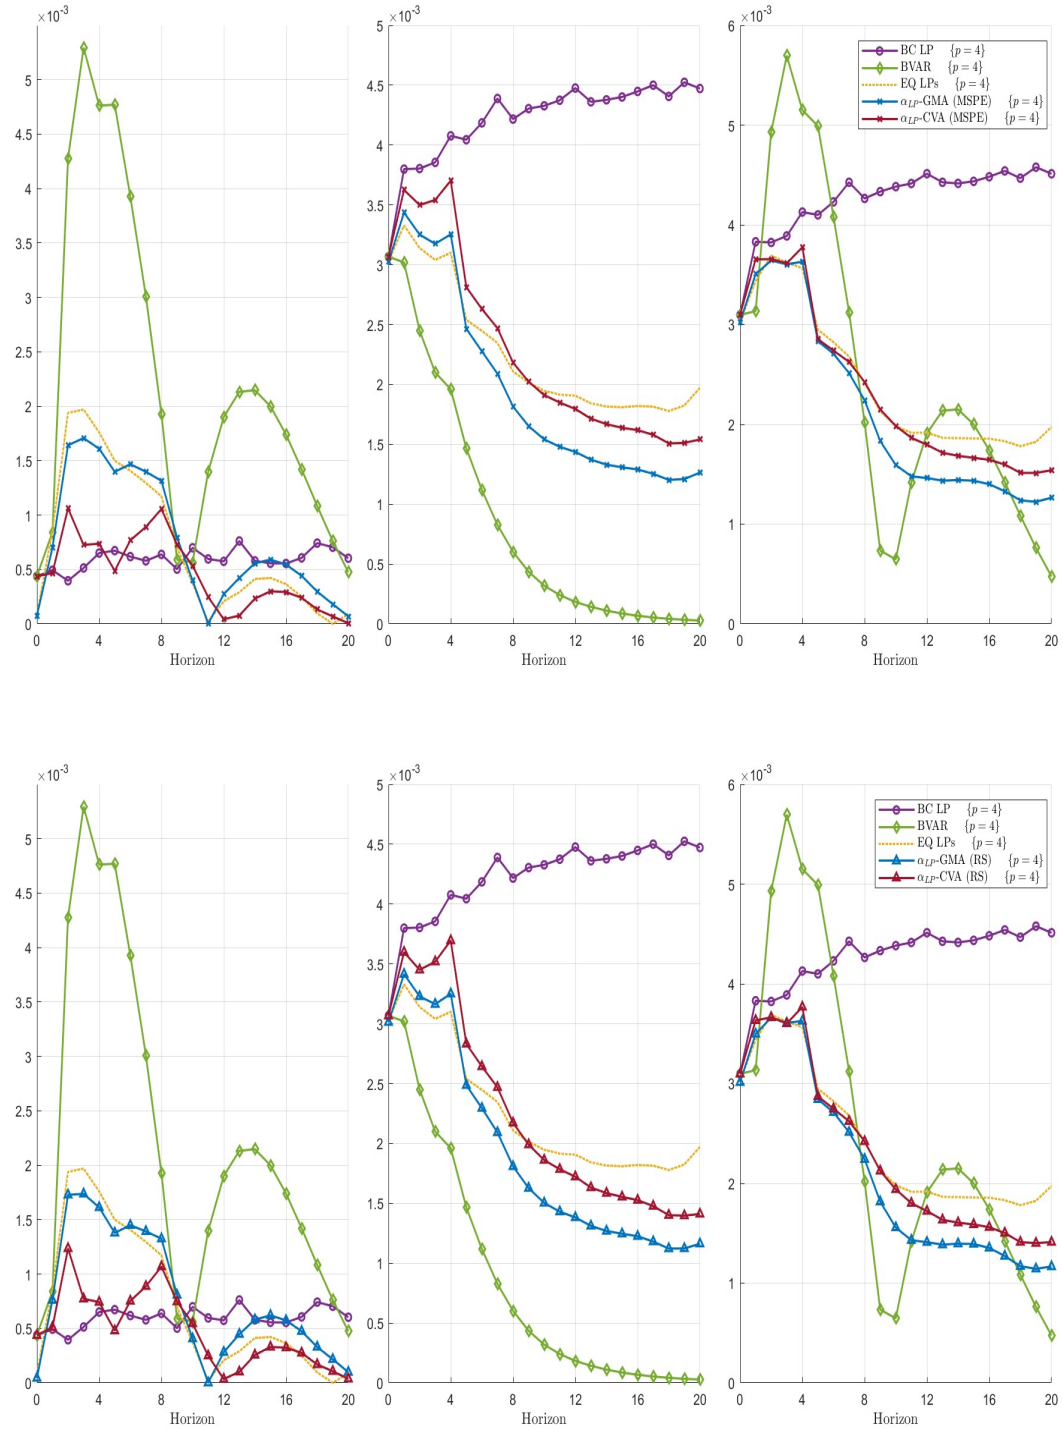 ×10⁻³
5
4.5
4
3.5
3
2.5
2
1.5
1
0.5
0
0 4 8 12 16 20
Horizon
×10⁻³
5
4.5
4
3.5
3
2.5
2
1.5
1
0.5
0
0 4 8 12 16 20
Horizon
×10⁻³
6
5
4
3
2
1
0
0 4 8 12 16 20
Horizon
BC LP {p = 4}
BVAR {p = 4}
EQ LPs {p = 4}
α_LP-GMA (MSPE) {p = 4}
α_LP-CVA (MSPE) {p = 4}
×10⁻³
5
4.5
4
3.5
3
2.5
2
1.5
1
0.5
0
0 4 8 12 16 20
Horizon
×10⁻³
5
4.5
4
3.5
3
2.5
2
1.5
1
0.5
0
0 4 8 12 16 20
Horizon
×10⁻³
6
5
4
3
2
1
0
0 4 8 12 16 20
Horizon
BC LP {p = 4}
BVAR {p = 4}
EQ LPs {p = 4}
α_LP-GMA (RS) {p = 4}
α_LP-CVA (RS) {p = 4}